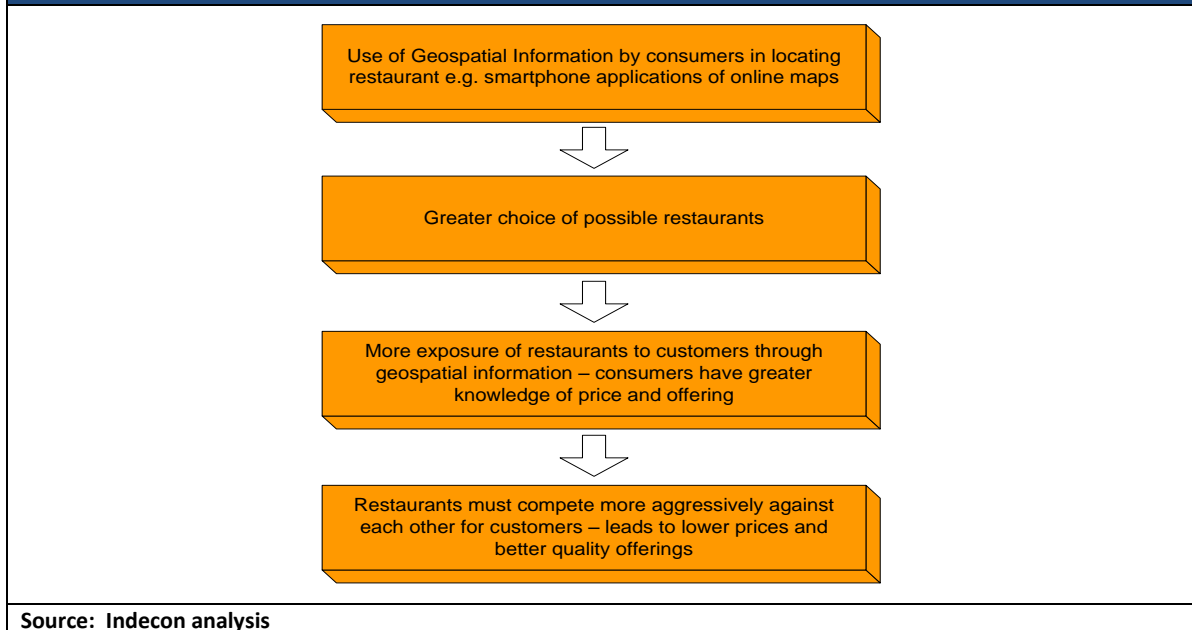 Use of Geospatial Information by consumers in locating
restaurant e.g. smartphone applications of online maps
Greater choice of possible restaurants
More exposure of restaurants to customers through
geospatial information – consumers have greater
knowledge of price and offering
Restaurants must compete more aggressively against
each other for customers – leads to lower prices and
better quality offerings
Source: Indecon analysis